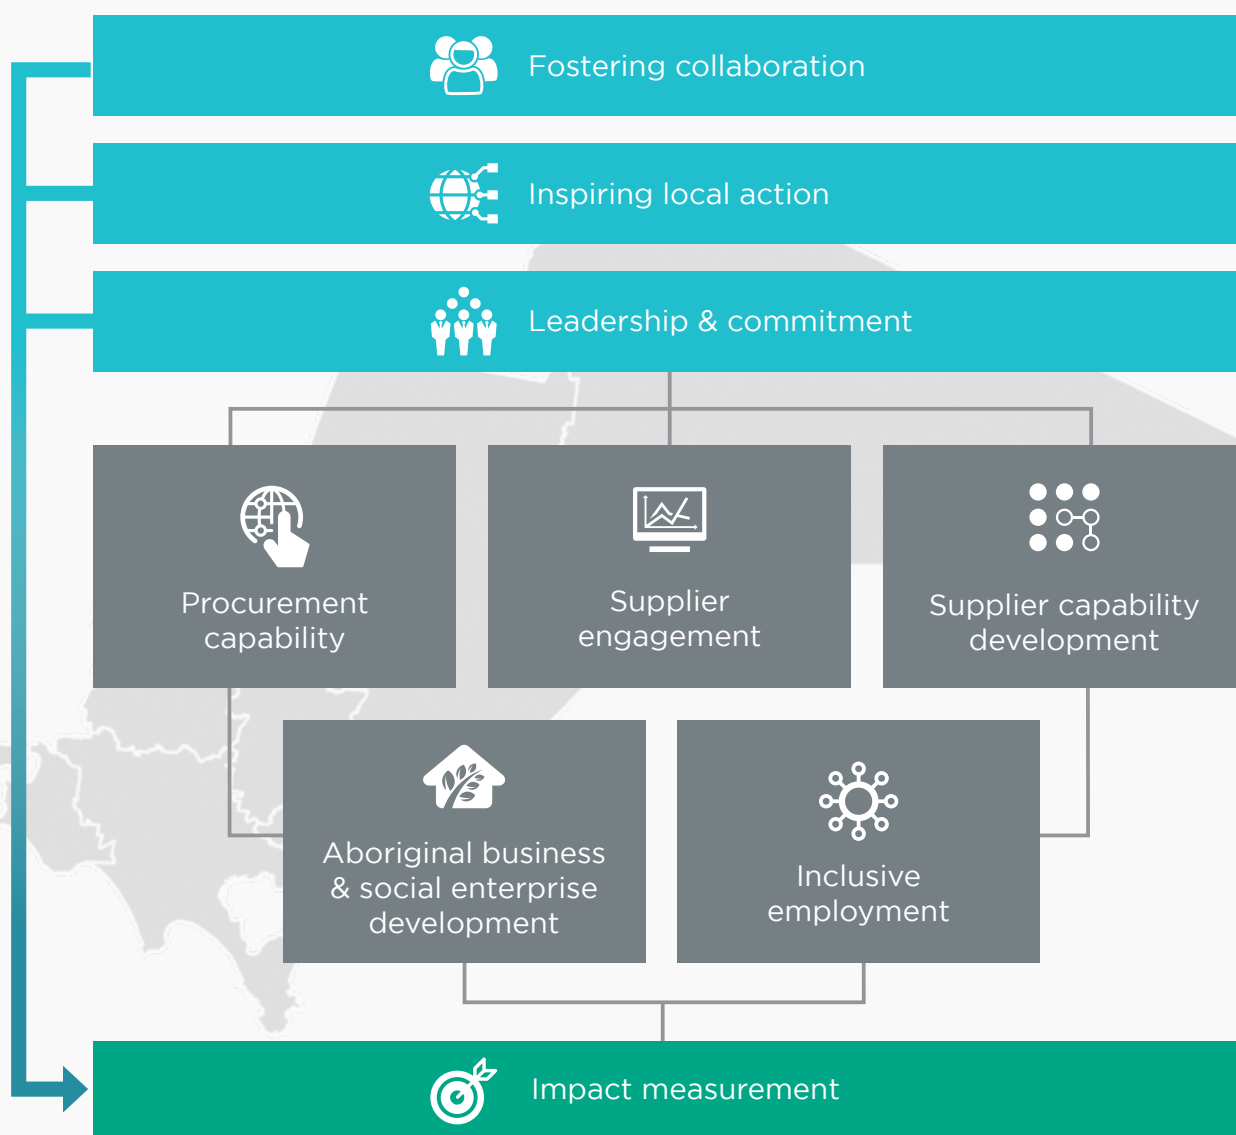 Fostering collaboration
Inspiring local action
Leadership & commitment
Procurement
capability
Supplier
engagement
Supplier capability
development
Aboriginal business
& social enterprise
development
Inclusive
employment
Impact measurement